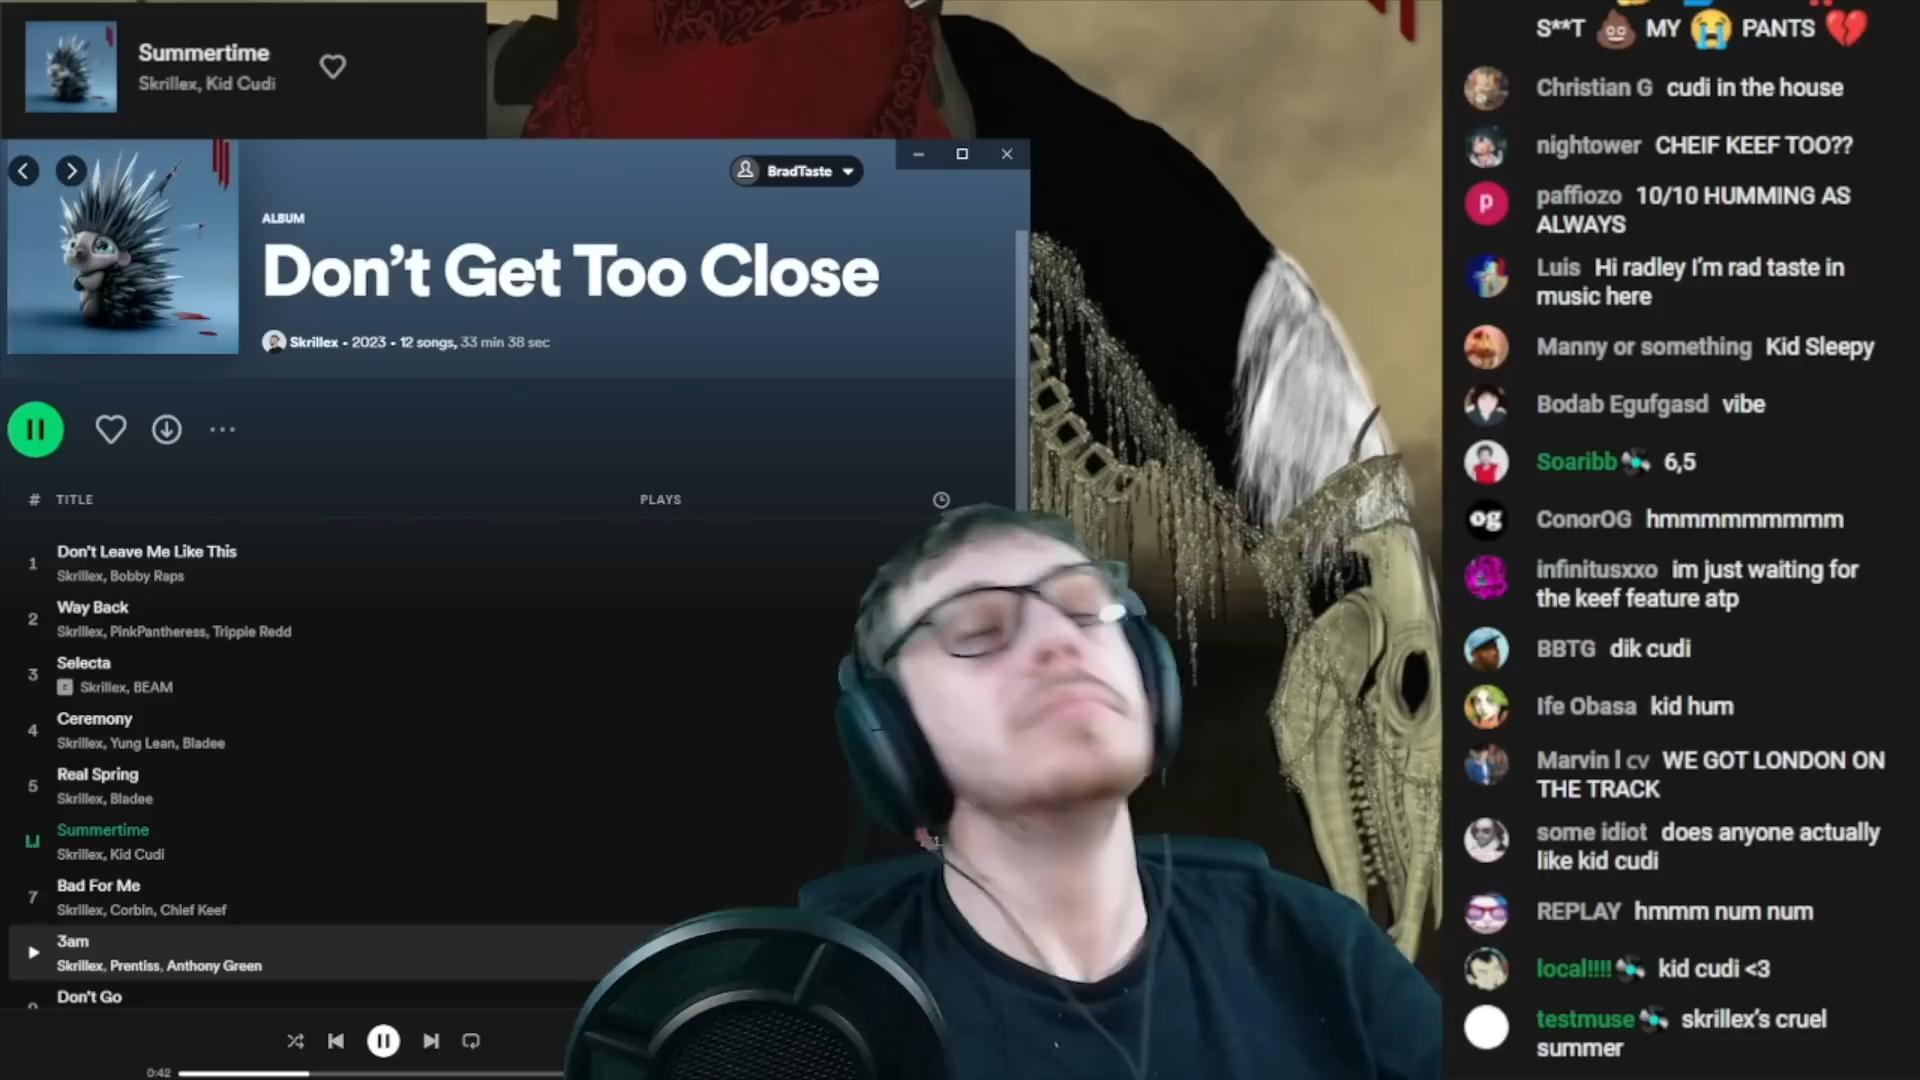 Summertime
Skrillex, Kid Cudi
BradTaste
ALBUM
Don't Get Too Close
Skrillex • 2023 • 12 songs, 33 min 38 sec
# TITLE PLAYS
1 Don't Leave Me Like This
Skrillex, Bobby Raps
2 Way Back
Skrillex, PinkPantheress, Trippie Redd
3 Selecta
E Skrillex, BEAM
4 Ceremony
Skrillex, Yung Lean, Bladee
5 Real Spring
Skrillex, Bladee
Summertime
Skrillex, Kid Cudi
7 Bad For Me
Skrillex, Corbin, Chief Keef
3am
Skrillex, Prentiss, Anthony Green
Don't Go
0:42
S**T 💩 MY 😭 PANTS 💔
Christian G cudi in the house
nightower CHEIF KEEF TOO??
P paffiozo 10/10 HUMMING AS
ALWAYS
Luis Hi radley I'm rad taste in
music here
Manny or something Kid Sleepy
Bodab Egufgasd vibe
Soaribb 6,5
og ConorOG hmmmmmmmmm
infinitusxxo im just waiting for
the keef feature atp
BBTG dik cudi
Ife Obasa kid hum
Marvin l cv WE GOT LONDON ON
THE TRACK
some idiot does anyone actually
like kid cudi
REPLAY hmmm num num
local!!!! kid cudi <3
testmuse skrillex's cruel
summer